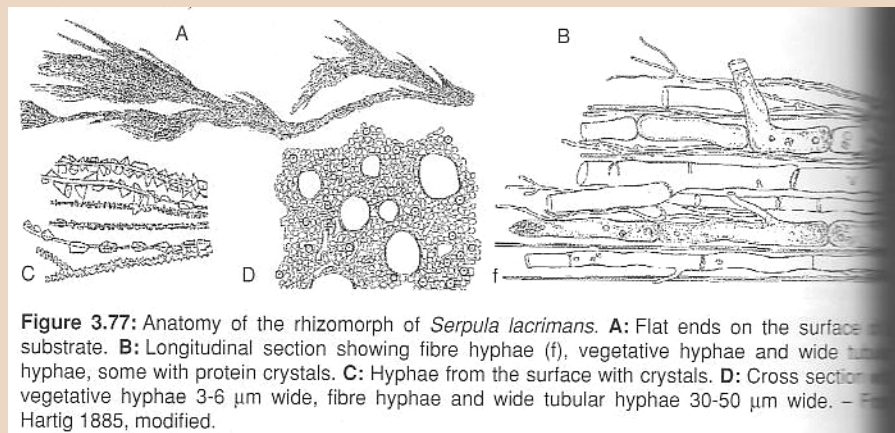 A
B
C
D
f
Figure 3.77: Anatomy of the rhizomorph of Serpula lacrimans. A: Flat ends on the surface
substrate. B: Longitudinal section showing fibre hyphae (f), vegetative hyphae and wide
hyphae, some with protein crystals. C: Hyphae from the surface with crystals. D: Cross section
vegetative hyphae 3-6 μm wide, fibre hyphae and wide tubular hyphae 30-50 μm wide. –
Hartig 1885, modified.